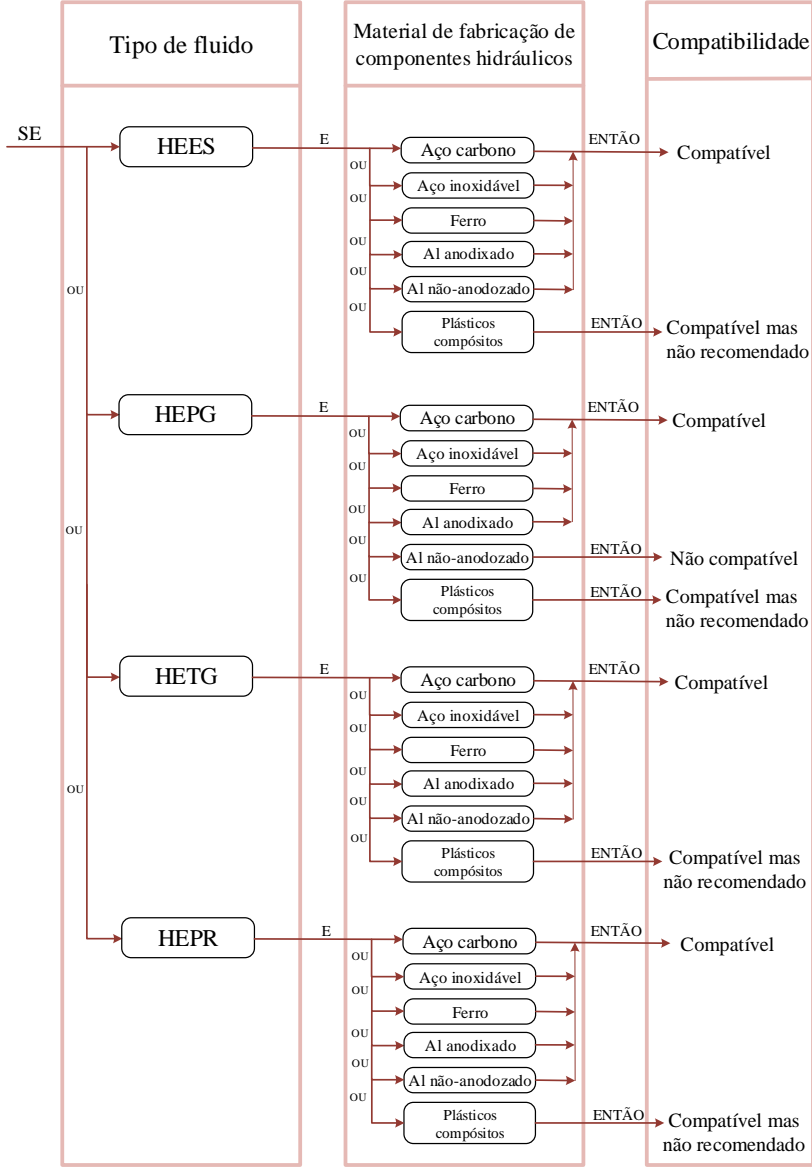 Tipo de fluido
Material de fabricação de
componentes hidráulicos
Compatibilidade
SE
HEES
E
Aço carbono
ENTÃO
Compatível
OU
Aço inoxidável
OU
Ferro
OU
Al anodixado
OU
Al não-anodozado
OU
Plásticos
compósitos
ENTÃO
Compatível mas
não recomendado
OU
HEPG
E
Aço carbono
ENTÃO
Compatível
OU
Aço inoxidável
OU
Ferro
OU
Al anodixado
OU
Al não-anodozado
ENTÃO
Não compatível
OU
Plásticos
compósitos
ENTÃO
Compatível mas
não recomendado
OU
HETG
E
Aço carbono
ENTÃO
Compatível
OU
Aço inoxidável
OU
Ferro
OU
Al anodixado
OU
Al não-anodozado
OU
Plásticos
compósitos
ENTÃO
Compatível mas
não recomendado
OU
HEPR
E
Aço carbono
ENTÃO
Compatível
OU
Aço inoxidável
OU
Ferro
OU
Al anodixado
OU
Al não-anodozado
OU
Plásticos
compósitos
ENTÃO
Compatível mas
não recomendado